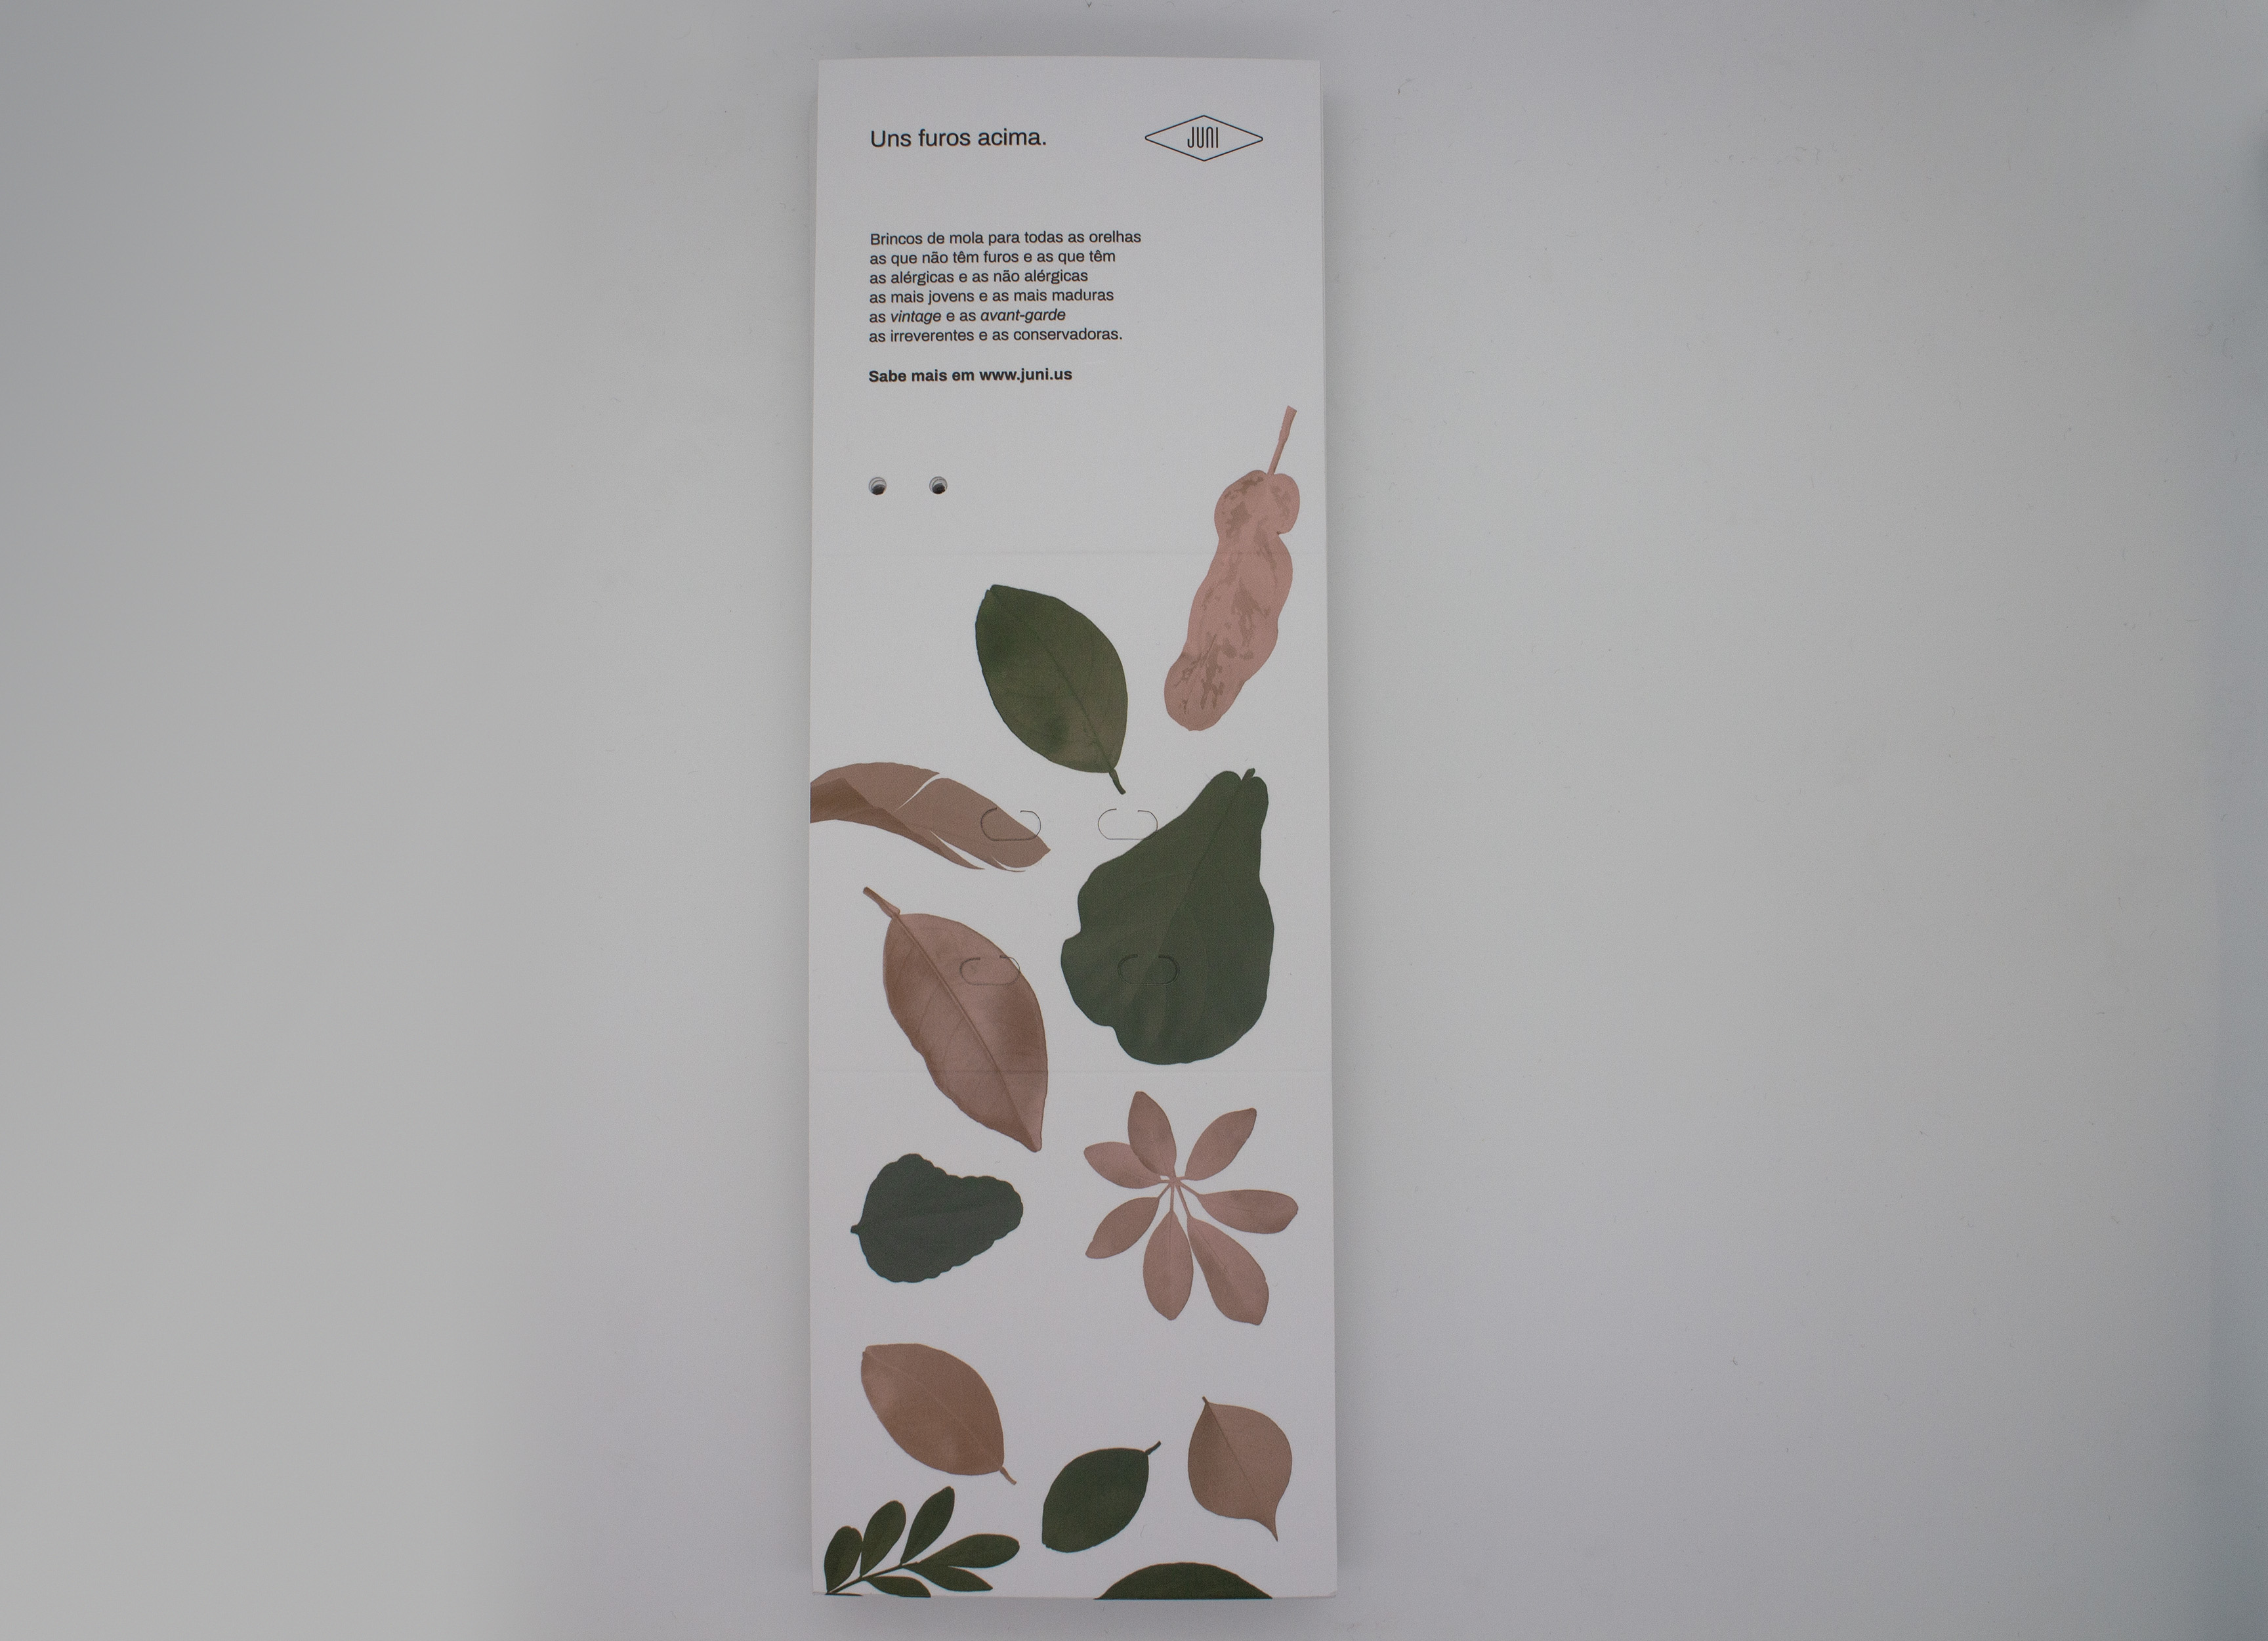 Uns furos acima.
JUNI
Brincos de mola para todas as orelhas
as que não têm furos e as que têm
as alérgicas e as não alérgicas
as mais jovens e as mais maduras
as vintage e as avant-garde
as irreverentes e as conservadoras.
Sabe mais em www.juni.us